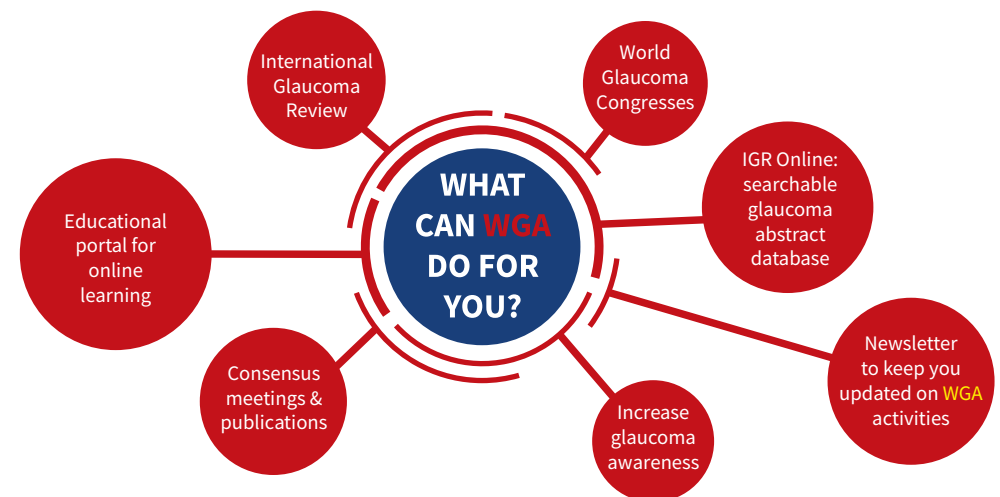 International
Glaucoma
Review
World
Glaucoma
Congresses
IGR Online:
searchable
glaucoma
abstract
database
WHAT
CAN WGA
DO FOR
YOU?
Educational
portal for
online
learning
Newsletter
to keep you
updated on WGA
activities
Consensus
meetings &
publications
Increase
glaucoma
awareness